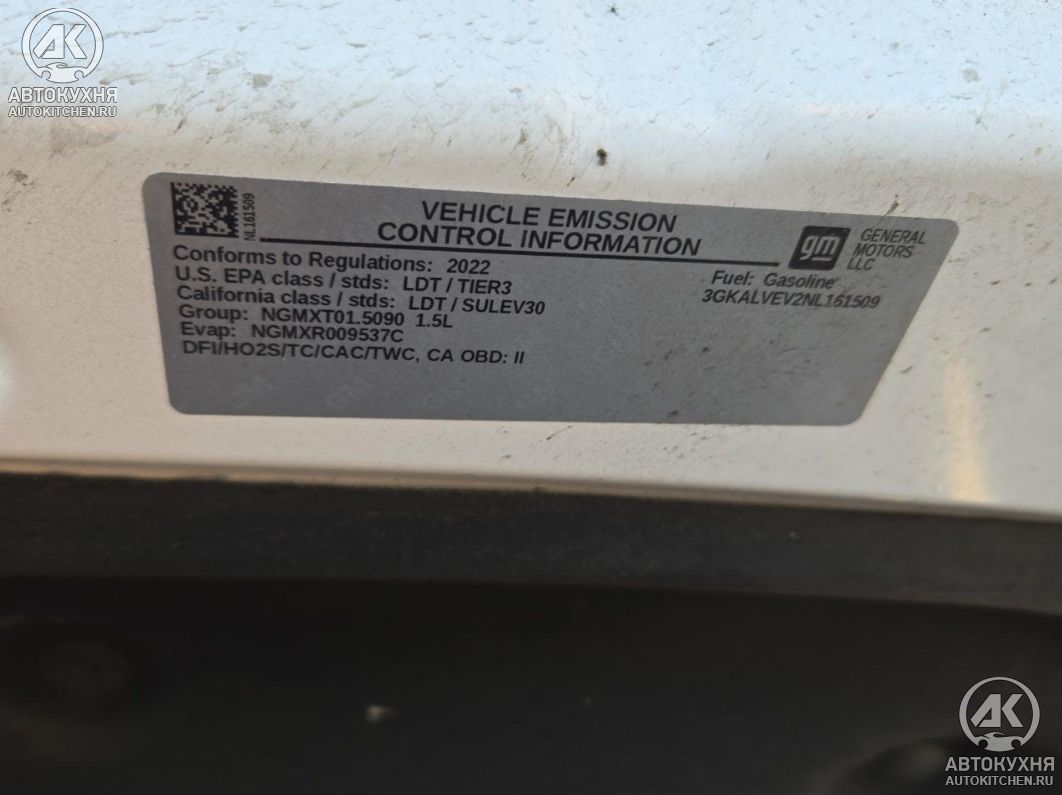 АВТОКУХНЯ
AUTOKITCHEN.RU
NL161509
VEHICLE EMISSION
CONTROL INFORMATION
gm
GENERAL
MOTORS
LLC
Conforms to Regulations: 2022
U.S. EPA class / stds: LDT / TIER3
California class / stds: LDT / SULEV30
Group: NGMXT01.5090 1.5L
Evap: NGMXR009537C
DFI/HO2S/TC/CAC/TWC, CA OBD: II
Fuel: Gasoline
3GKALVEV2NL161509
АВТОКУХНЯ
AUTOKITCHEN.RU